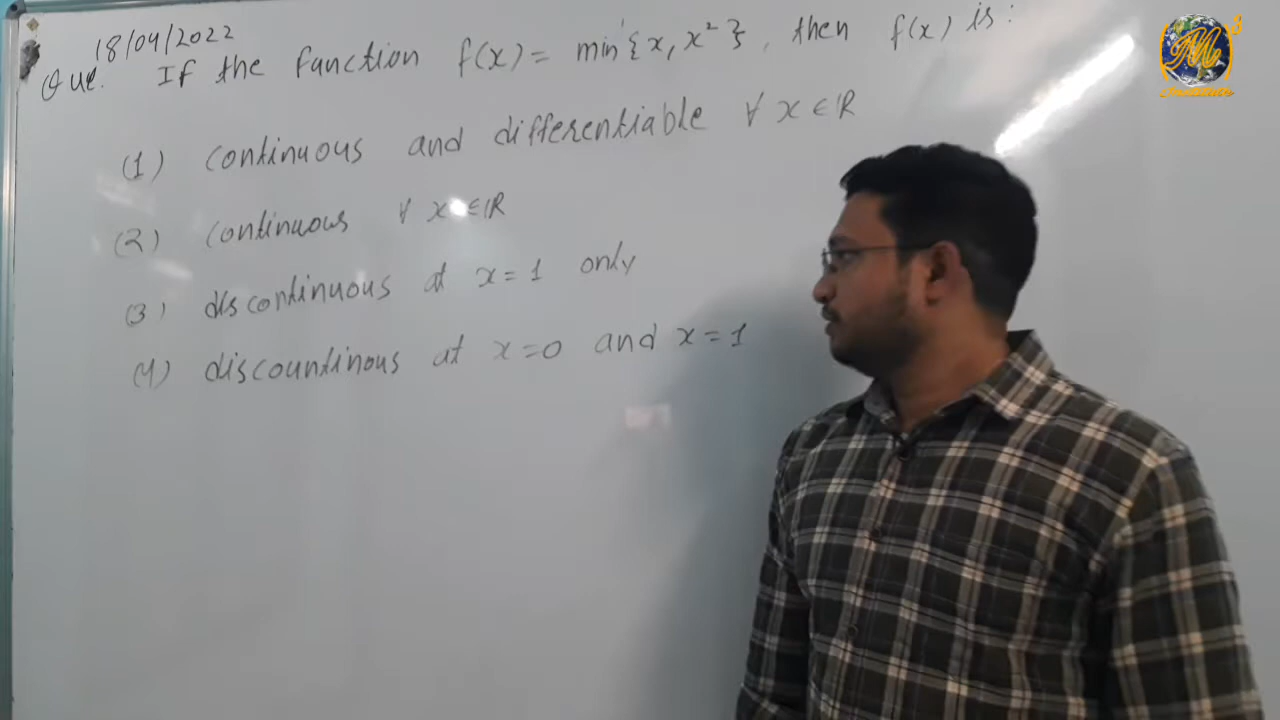 18/04/2022
Que. If the function f(x) = min{x, x²}, then f(x) is:
(1) continuous and differentiable ∀ x ∈ ℝ
(2) continuous ∀ x ∈ ℝ
(3) discontinuous at x = 1 only
(4) discountinous at x = 0 and x = 1
M 3